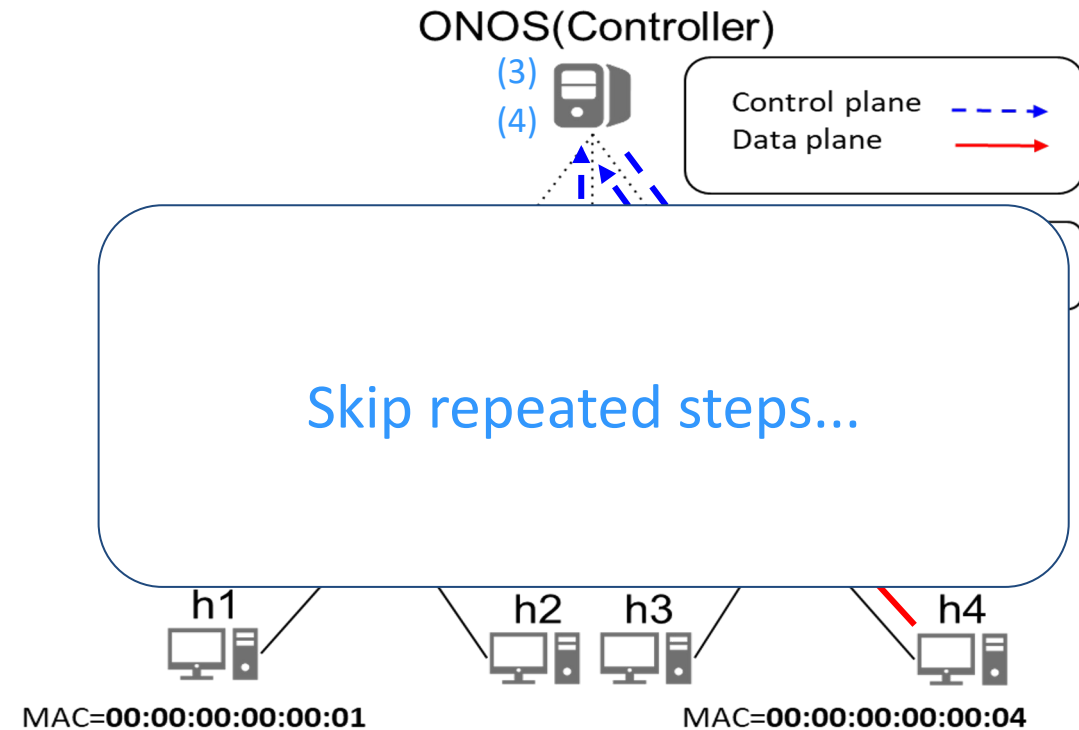 ONOS(Controller)
(3)
(4)
Control plane
Data plane
Skip repeated steps...
h1
h2
h3
h4
MAC=00:00:00:00:00:01
MAC=00:00:00:00:00:04